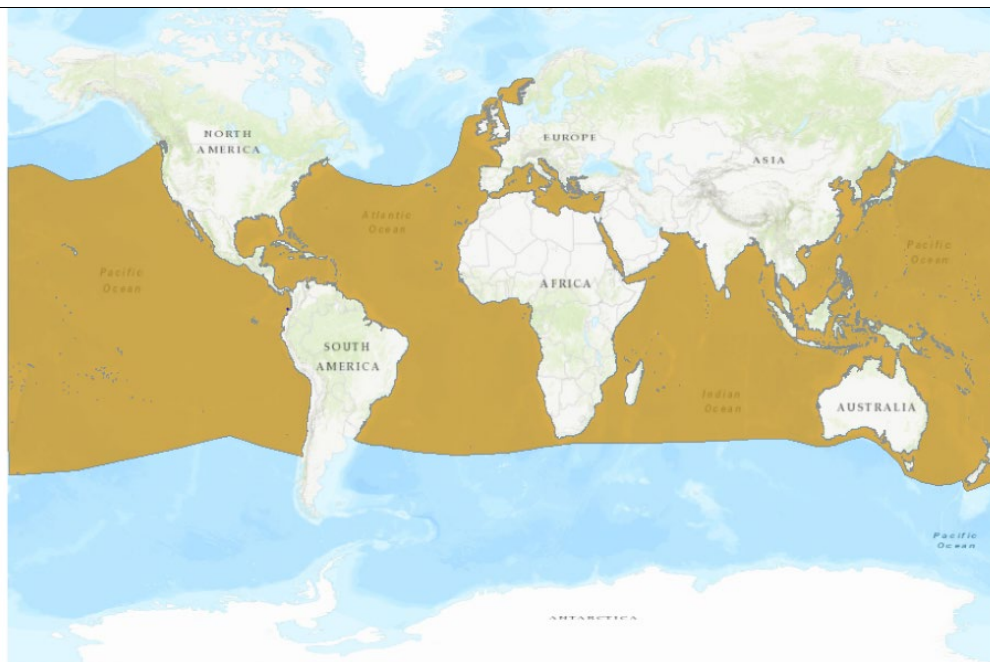 NORTH
AMERICA
EUROPE
ASIA
Atlantic
Ocean
Pacific
Ocean
Pacific
Ocean
AFRICA
SOUTH
AMERICA
Indian
Ocean
AUSTRALIA
Pacific
Ocean
ANTARCTICA